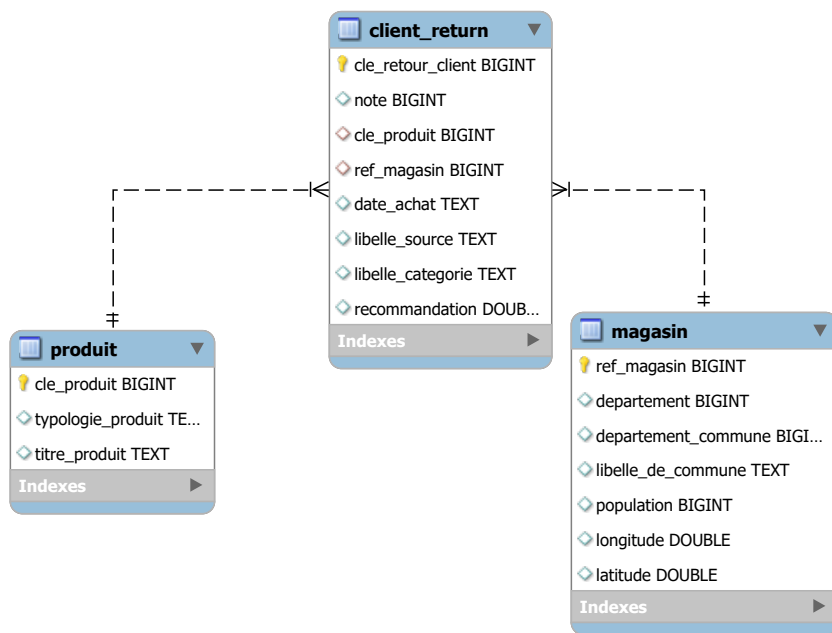 client_return
cle_retour_client BIGINT
note BIGINT
cle_produit BIGINT
ref_magasin BIGINT
date_achat TEXT
libelle_source TEXT
libelle_categorie TEXT
recommandation DOUB...
Indexes
produit
cle_produit BIGINT
typologie_produit TE...
titre_produit TEXT
Indexes
magasin
ref_magasin BIGINT
departement BIGINT
departement_commune BIGI...
libelle_de_commune TEXT
population BIGINT
longitude DOUBLE
latitude DOUBLE
Indexes